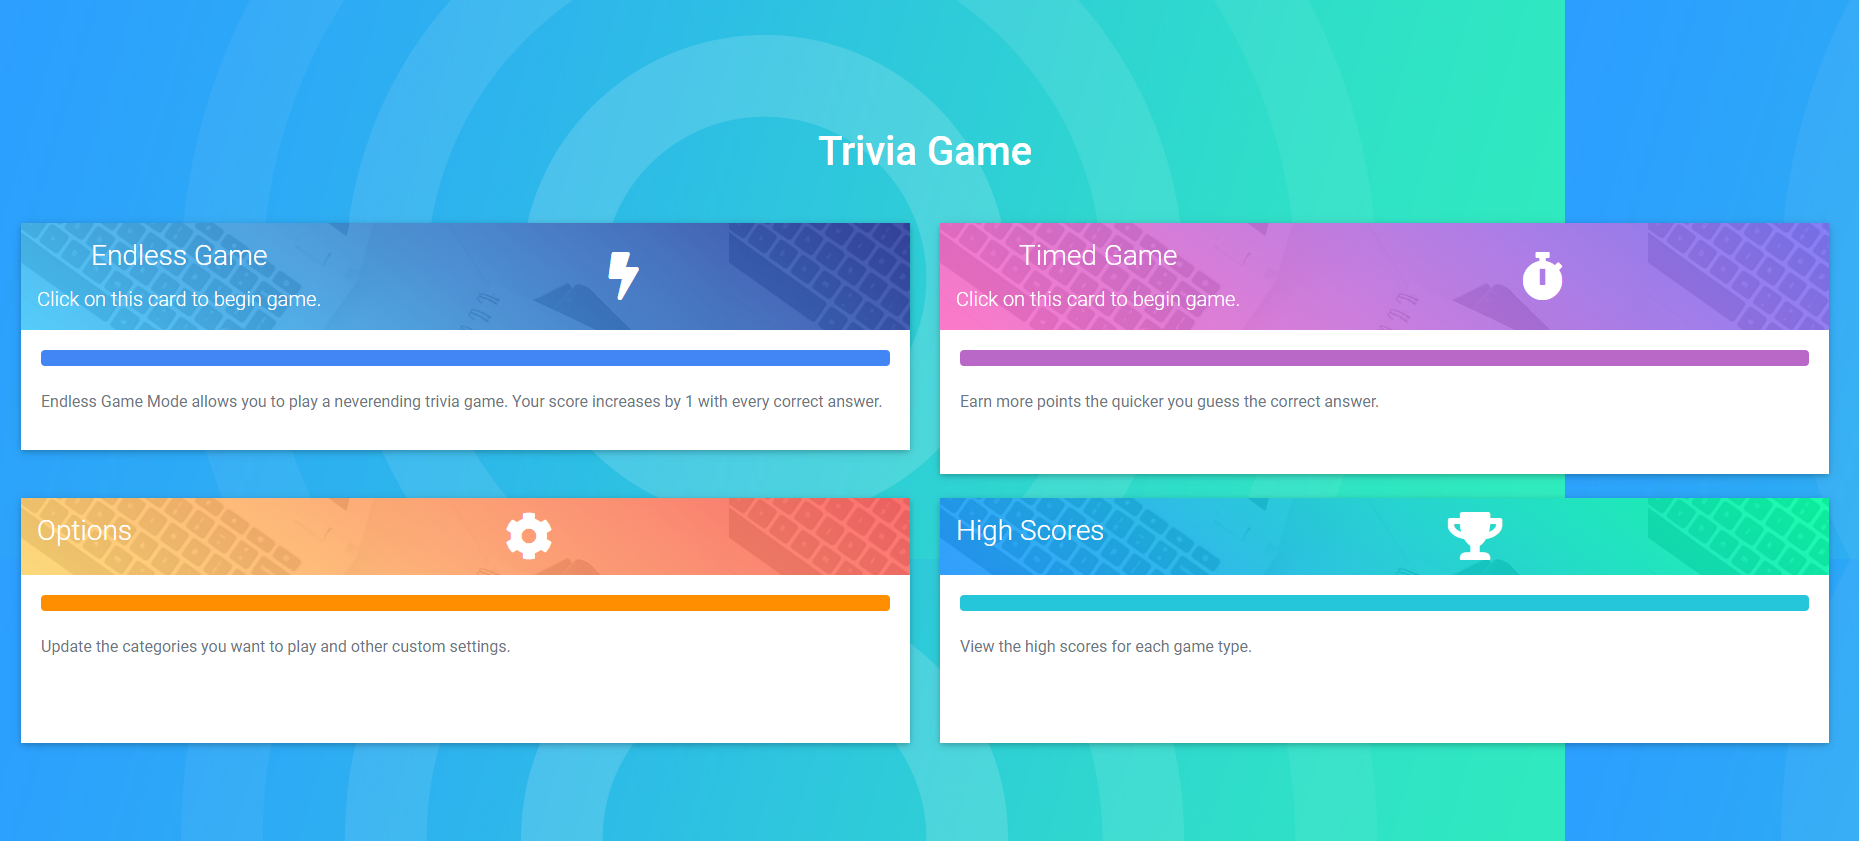 Trivia Game
Endless Game
Click on this card to begin game.
Endless Game Mode allows you to play a neverending trivia game. Your score increases by 1 with every correct answer.
Timed Game
Click on this card to begin game.
Earn more points the quicker you guess the correct answer.
Options
Update the categories you want to play and other custom settings.
High Scores
View the high scores for each game type.